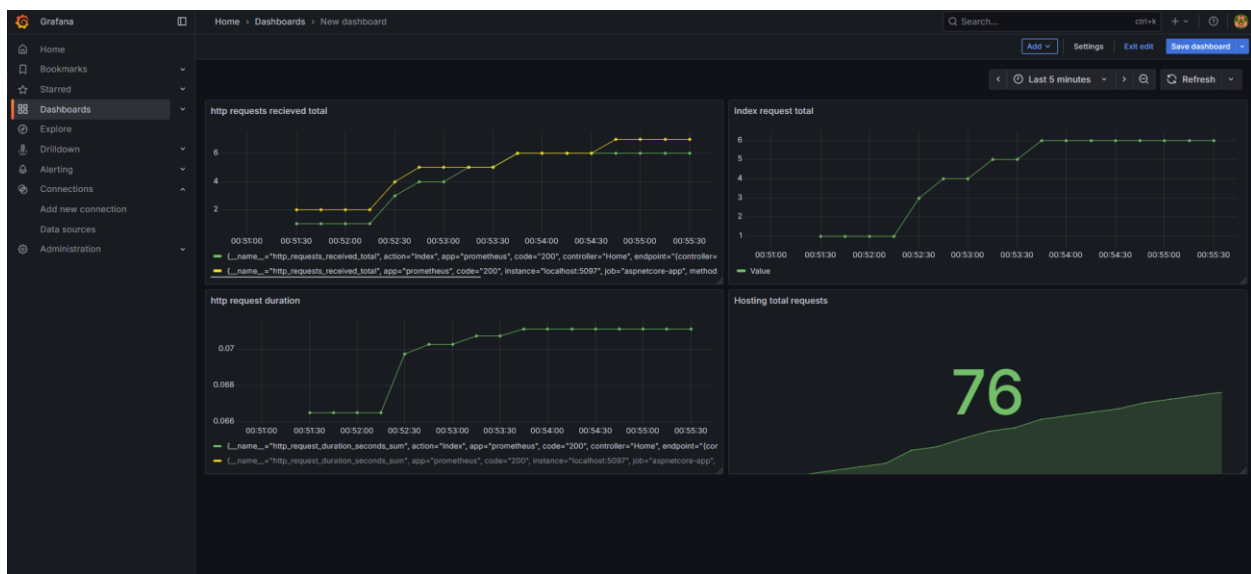 Grafana
Home › Dashboards › New dashboard
Search...
ctrl+k
Add
Settings
Exit edit
Save dashboard
Home
Bookmarks
Starred
Dashboards
Explore
Drilldown
Alerting
Connections
Add new connection
Data sources
Administration
Last 5 minutes
Refresh
http requests recieved total
6
4
2
00:51:00 00:51:30 00:52:00 00:52:30 00:53:00 00:53:30 00:54:00 00:54:30 00:55:00 00:55:30
{__name__="http_requests_received_total", action="Index", app="prometheus", code="200", controller="Home", endpoint="{controller=
{__name__="http_requests_received_total", app="prometheus", code="200", instance="localhost:5097", job="aspnetcore-app", method
Index request total
6
5
4
3
2
1
00:51:00 00:51:30 00:52:00 00:52:30 00:53:00 00:53:30 00:54:00 00:54:30 00:55:00 00:55:30
Value
http request duration
0.07
0.068
0.066
00:51:00 00:51:30 00:52:00 00:52:30 00:53:00 00:53:30 00:54:00 00:54:30 00:55:00 00:55:30
{__name__="http_request_duration_seconds_sum", action="Index", app="prometheus", code="200", controller="Home", endpoint="{cor
{__name__="http_request_duration_seconds_sum", app="prometheus", code="200", instance="localhost:5097", job="aspnetcore-app",
Hosting total requests
76